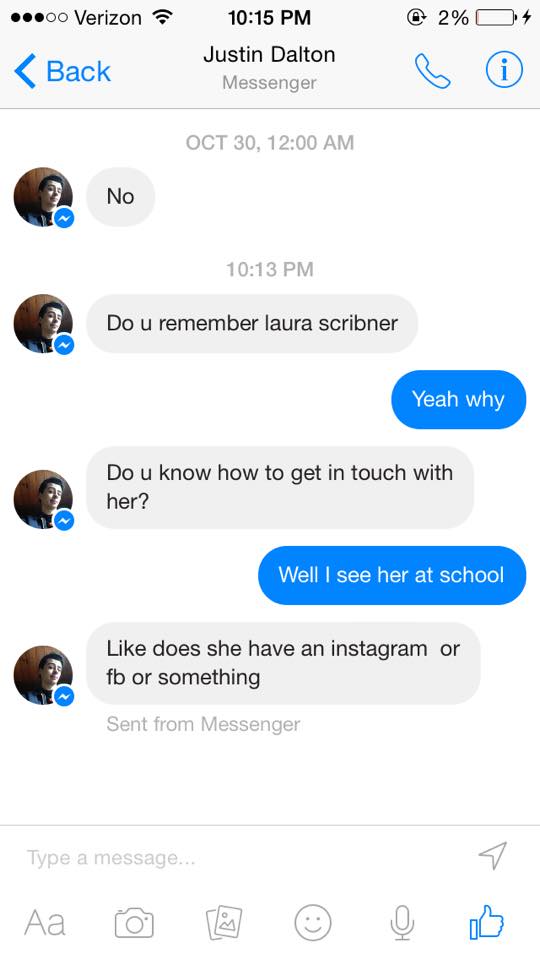 Verizon 10:15 PM 2%
Back Justin Dalton
Messenger
OCT 30, 12:00 AM
No
10:13 PM
Do u remember laura scribner
Yeah why
Do u know how to get in touch with
her?
Well I see her at school
Like does she have an instagram or
fb or something
Sent from Messenger
Type a message...
Aa